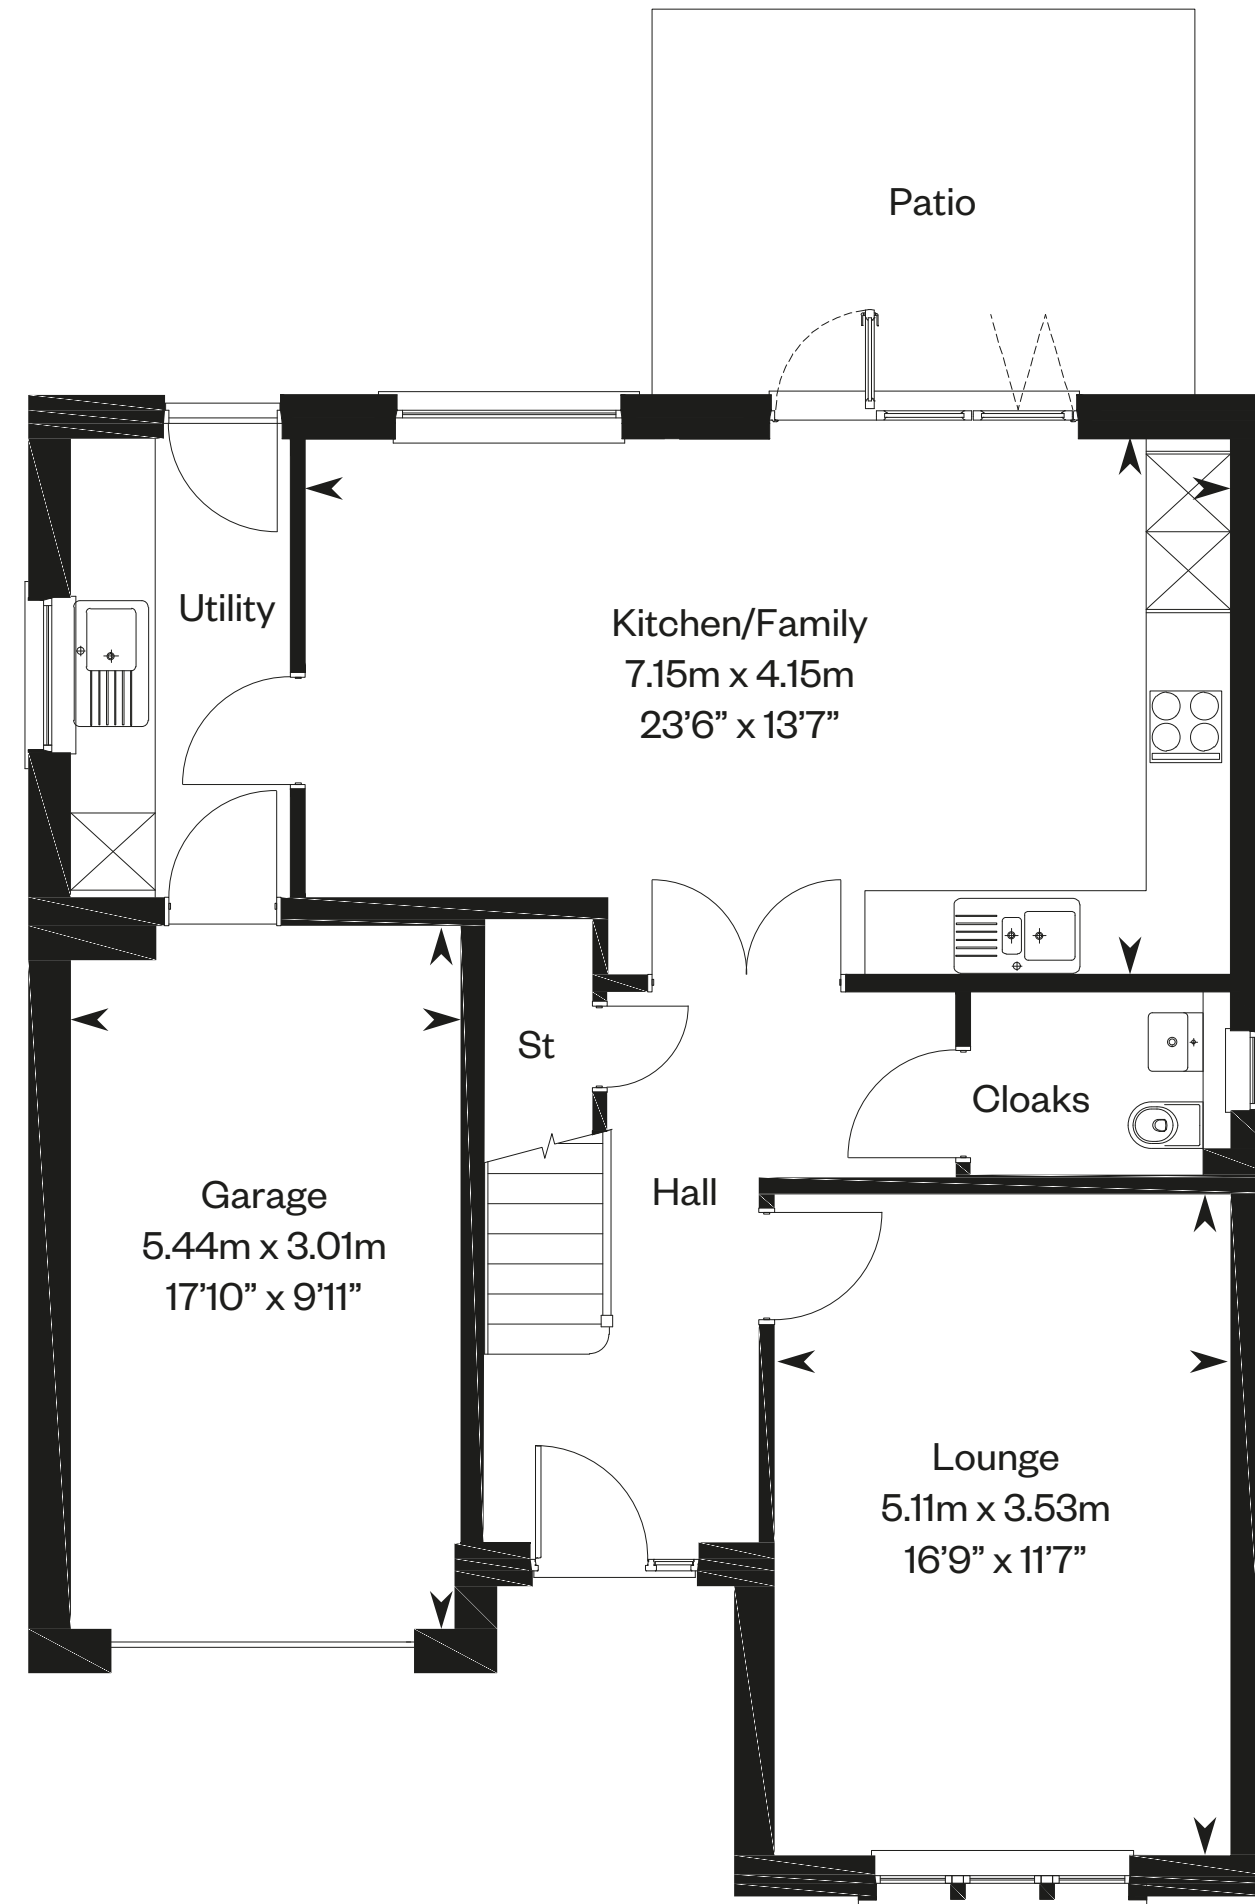 Patio
Utility
Kitchen/Family
7.15m x 4.15m
23’6” x 13’7”
St
Cloaks
Hall
Garage
5.44m x 3.01m
17’10” x 9’11”
Lounge
5.11m x 3.53m
16’9” x 11’7”